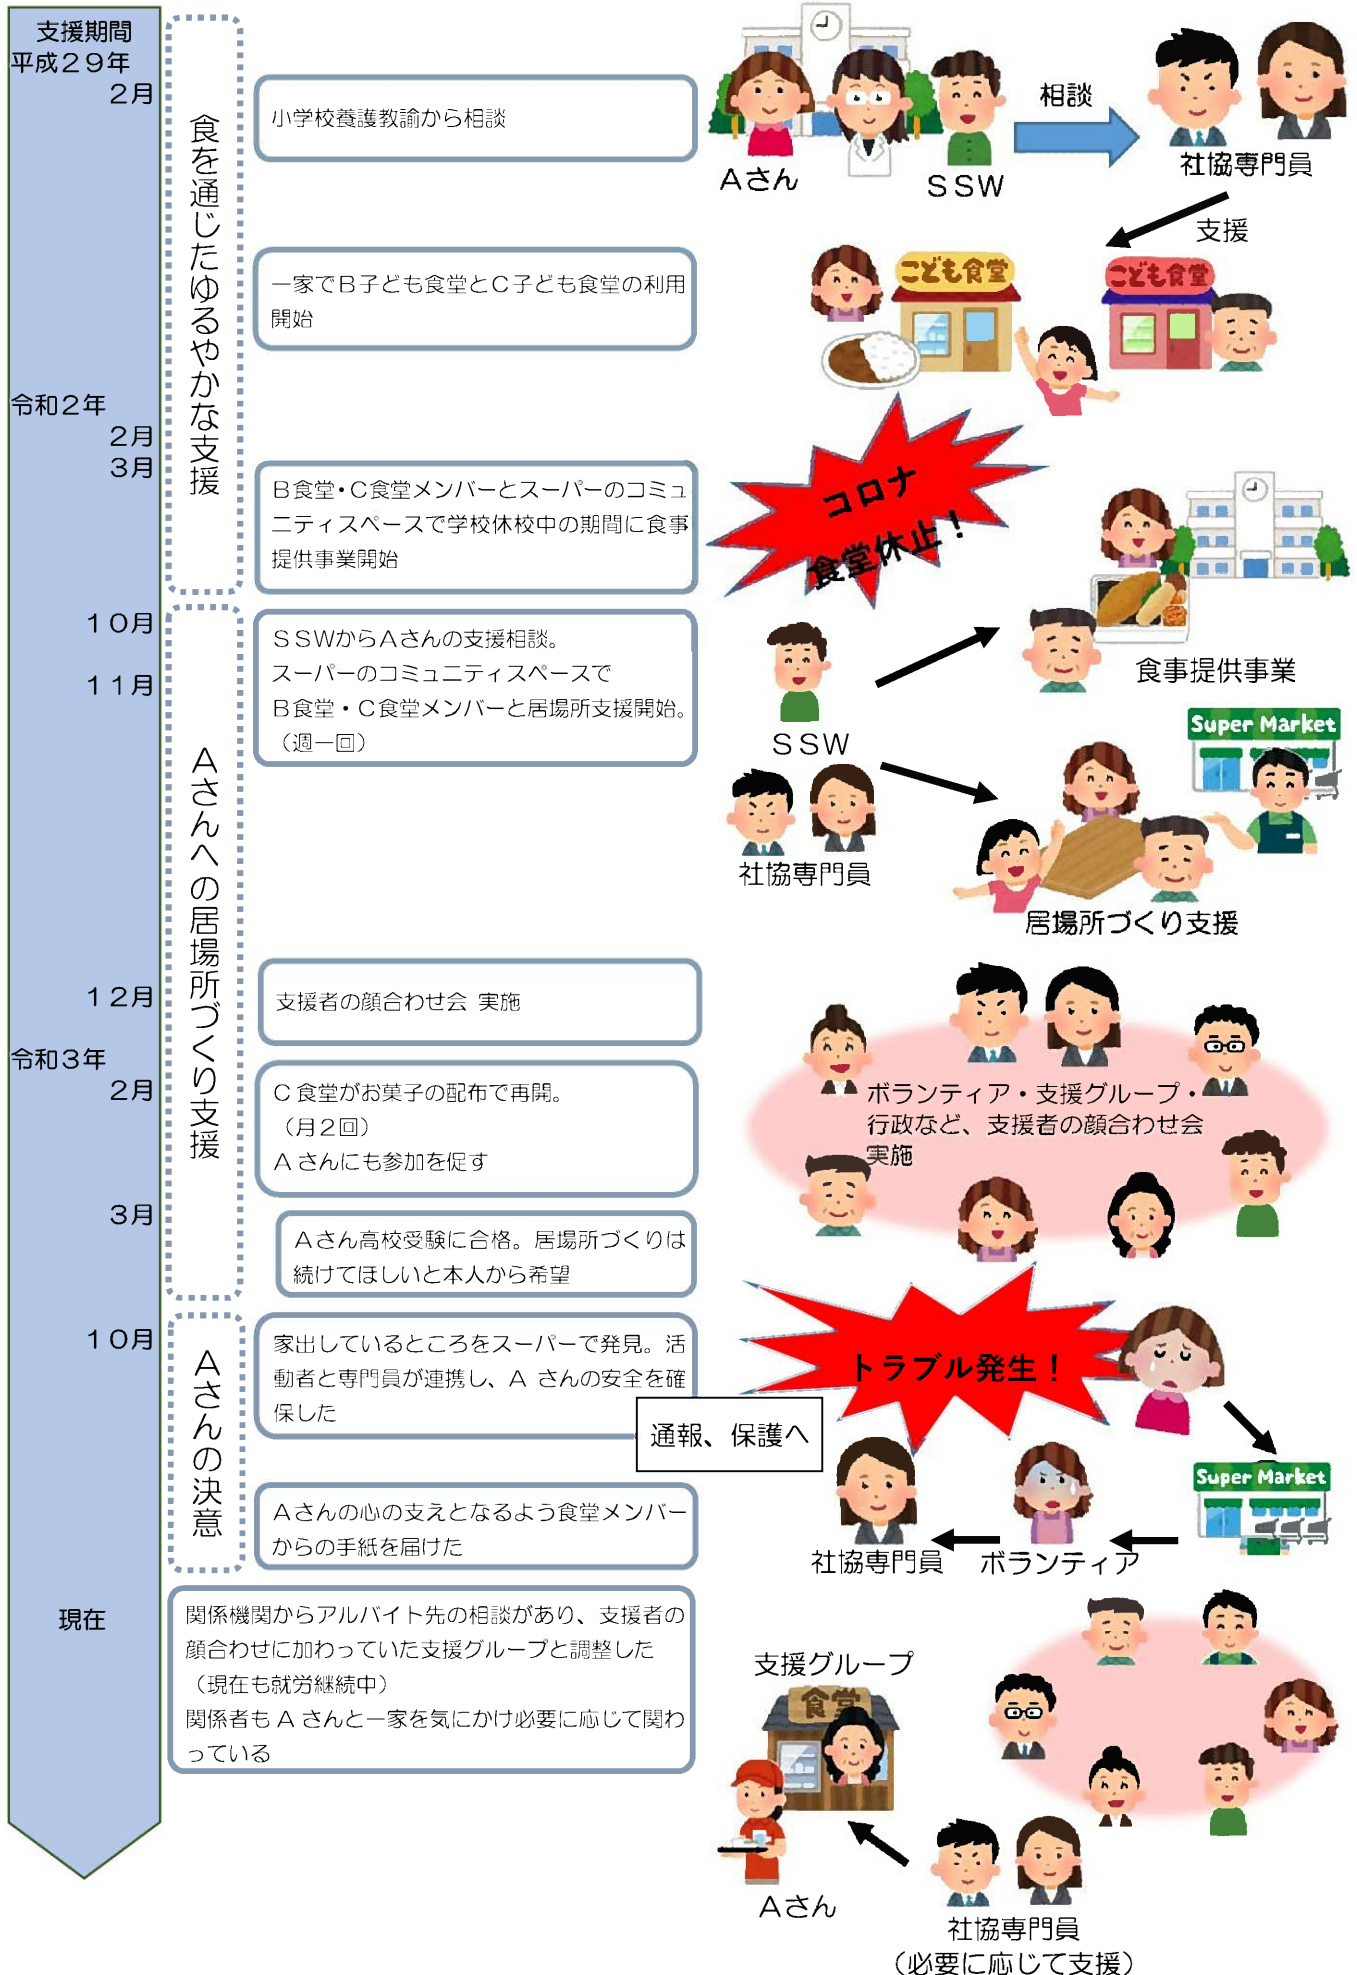 支援期間
平成２９年
２月
食を通じたゆるやかな支援
小学校養護教諭から相談
Ａさん
ＳＳＷ
相談
社協専門員
支援
一家でＢ子ども食堂とＣ子ども食堂の利用
開始
こども食堂
こども食堂
令和２年
２月
３月
Ｂ食堂・Ｃ食堂メンバーとスーパーのコミュ
ニティスペースで学校休校中の期間に食事
提供事業開始
コロナ
食堂休止！
食事提供事業
１０月
１１月
Ａさんへの居場所づくり支援
ＳＳＷからＡさんの支援相談。
スーパーのコミュニティスペースで
Ｂ食堂・Ｃ食堂メンバーと居場所支援開始。
（週一回）
ＳＳＷ
社協専門員
Super Market
居場所づくり支援
１２月
支援者の顔合わせ会 実施
ボランティア・支援グループ・
行政など、支援者の顔合わせ会
実施
令和３年
２月
Ｃ食堂がお菓子の配布で再開。
（月２回）
Ａさんにも参加を促す
３月
Ａさん高校受験に合格。居場所づくりは
続けてほしいと本人から希望
１０月
Ａさんの決意
家出しているところをスーパーで発見。活
動者と専門員が連携し、A さんの安全を確
保した
通報、保護へ
トラブル発生！
Super Market
社協専門員
ボランティア
Ａさんの心の支えとなるよう食堂メンバー
からの手紙を届けた
現在
関係機関からアルバイト先の相談があり、支援者の
顔合わせに加わっていた支援グループと調整した
（現在も就労継続中）
関係者も A さんと一家を気にかけ必要に応じて関わ
っている
支援グループ
食堂
Ａさん
社協専門員
（必要に応じて支援）